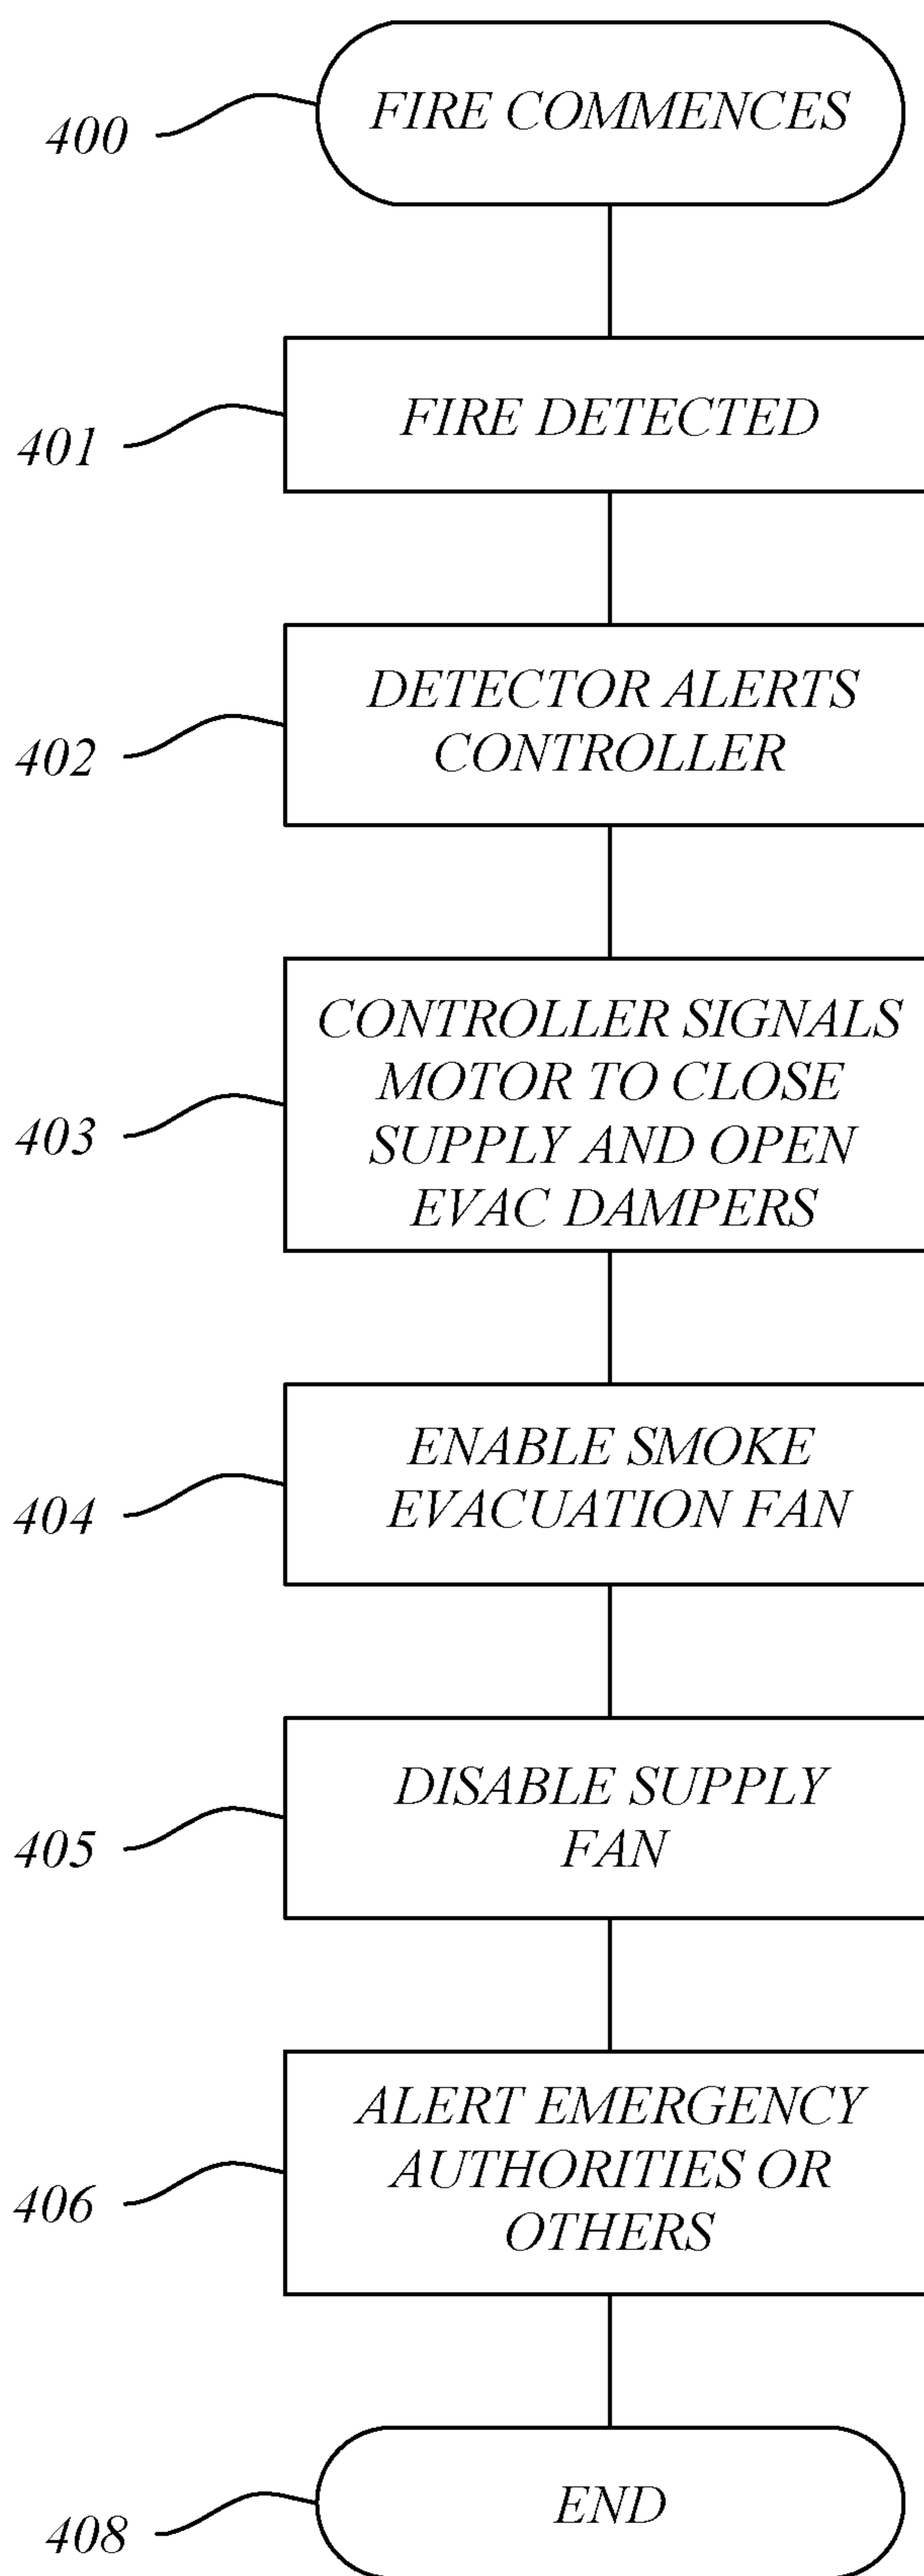 400
FIRE COMMENCES
401
FIRE DETECTED
402
DETECTOR ALERTS
CONTROLLER
403
CONTROLLER SIGNALS
MOTOR TO CLOSE
SUPPLY AND OPEN
EVAC DAMPERS
404
ENABLE SMOKE
EVACUATION FAN
405
DISABLE SUPPLY
FAN
406
ALERT EMERGENCY
AUTHORITIES OR
OTHERS
408
END